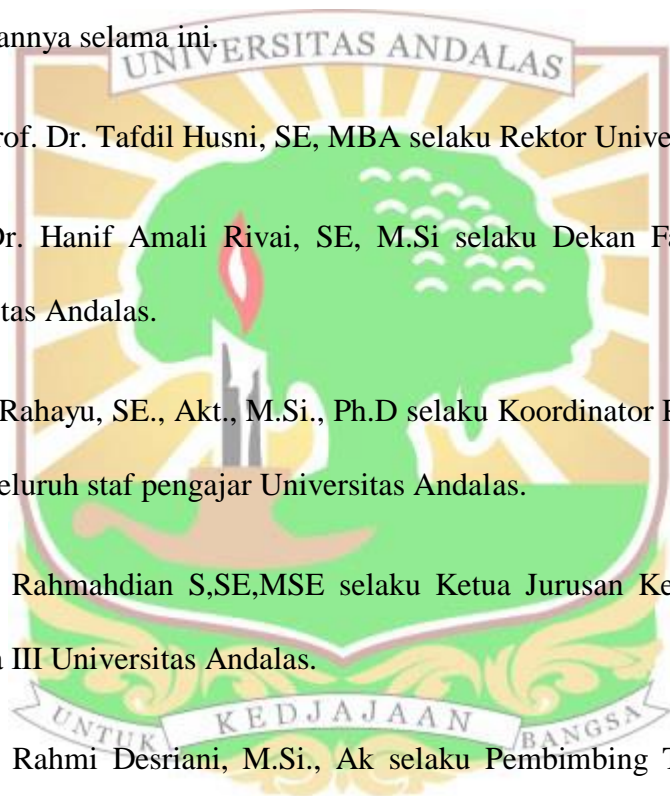 annya selama ini.
UNIVERSITAS ANDALAS
rof. Dr. Tafdil Husni, SE, MBA selaku Rektor Unive
Dr. Hanif Amali Rivai, SE, M.Si selaku Dekan Fa
itas Andalas.
Rahayu, SE., Akt., M.Si., Ph.D selaku Koordinator
eluruh staf pengajar Universitas Andalas.
Rahmahdian S,SE,MSE selaku Ketua Jurusan Ke
III Universitas Andalas.
UNTUK KEDJAJAAN BANGSA
Rahmi Desriani, M.Si., Ak selaku Pembimbing T